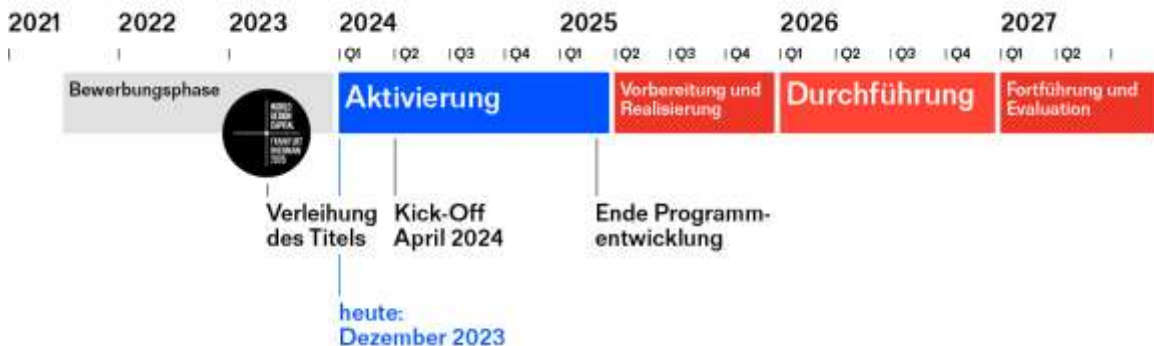 2021 2022 2023 2024 2025 2026 2027
Q1 Q2 Q3 Q4 Q1 Q2 Q3 Q4 Q1 Q2 Q3 Q4 Q1 Q2
Bewerbungsphase
Aktivierung
Vorbereitung und
Realisierung
Durchführung
Fortführung und
Evaluation
WORLD
DESIGN
CAPITAL
FRANKFURT
RHEINMAIN
Verleihung
des Titels
Kick-Off
April 2024
Ende Programm-
entwicklung
heute:
Dezember 2023